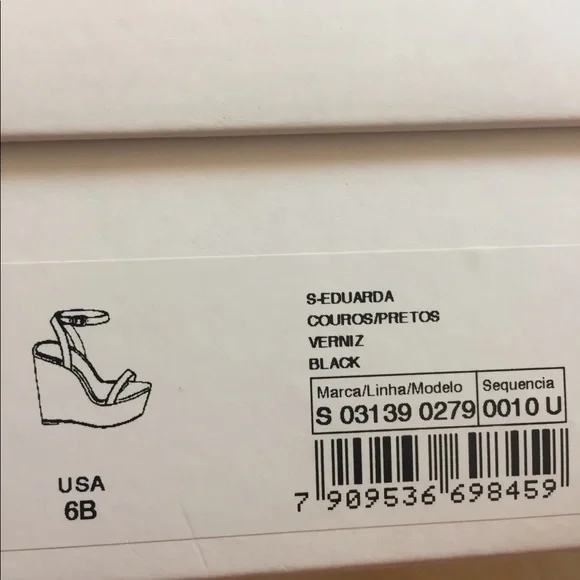 S-EDUARDA
COUROS/PRETOS
VERNIZ
BLACK
Marca/Linha/Modelo Sequencia
S 03139 0279 0010 U
7 909536 698459
USA
6B